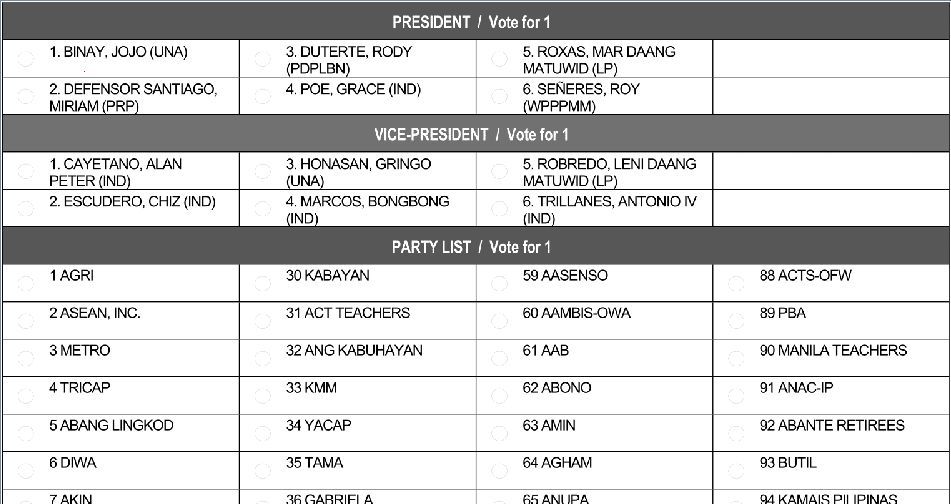 PRESIDENT / Vote for 1
1. BINAY, JOJO (UNA)
3. DUTERTE, RODY
(PDPLBN)
5. ROXAS, MAR DAANG
MATUWID (LP)
2. DEFENSOR SANTIAGO,
MIRIAM (PRP)
4. POE, GRACE (IND)
6. SEÑERES, ROY
(WPPPMM)
VICE-PRESIDENT / Vote for 1
1. CAYETANO, ALAN
PETER (IND)
3. HONASAN, GRINGO
(UNA)
5. ROBREDO, LENI DAANG
MATUWID (LP)
2. ESCUDERO, CHIZ (IND)
4. MARCOS, BONGBONG
(IND)
6. TRILLANES, ANTONIO IV
(IND)
PARTY LIST / Vote for 1
1 AGRI
30 KABAYAN
59 AASENSO
88 ACTS-OFW
2 ASEAN, INC.
31 ACT TEACHERS
60 AAMBIS-OWA
89 PBA
3 METRO
32 ANG KABUHAYAN
61 AAB
90 MANILA TEACHERS
4 TRICAP
33 KMM
62 ABONO
91 ANAC-IP
5 ABANG LINGKOD
34 YACAP
63 AMIN
92 ABANTE RETIREES
6 DIWA
35 TAMA
64 AGHAM
93 BUTIL
7 AKIN
36 GABRIELA
65 ANUPA
94 KAMAIS PILIPINAS